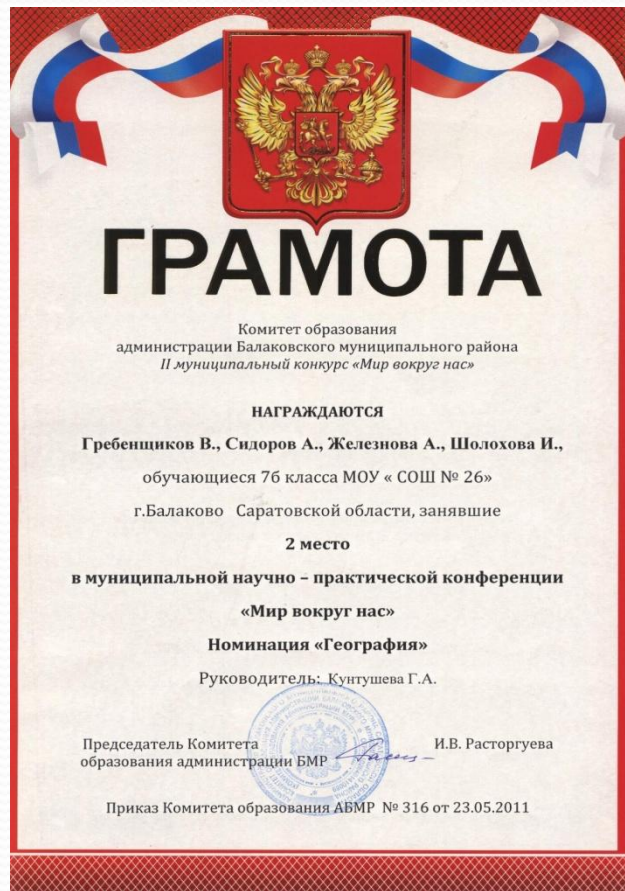 ГРАМОТА
Комитет образования
администрации Балаковского муниципального района
II муниципальный конкурс «Мир вокруг нас»
НАГРАЖДАЮТСЯ
Гребенщиков В., Сидоров А., Железнова А., Шолохова И.,
обучающиеся 7б класса МОУ « СОШ № 26»
г.Балаково Саратовской области, занявшие
2 место
в муниципальной научно – практической конференции
«Мир вокруг нас»
Номинация «География»
Руководитель: Кунтушева Г.А.
Председатель Комитета И.В. Расторгуева
образования администрации БМР
Приказ Комитета образования АБМР № 316 от 23.05.2011